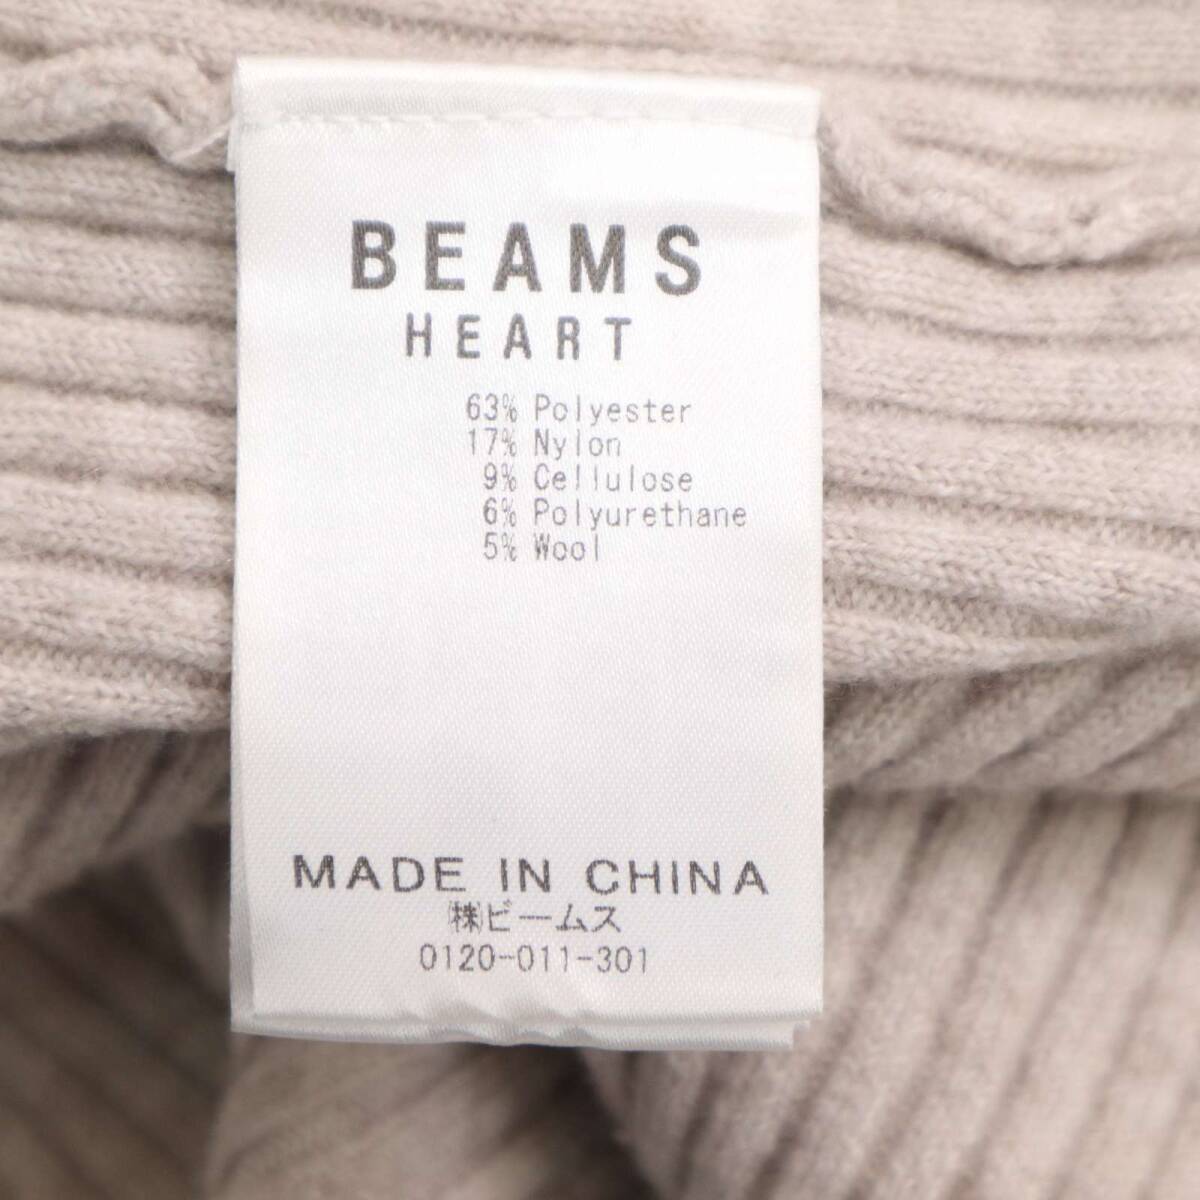 BEAMS
HEART
63% Polyester
17% Nylon
9% Cellulose
6% Polyurethane
5% Wool
MADE IN CHINA
㈱ビームス
0120-011-301